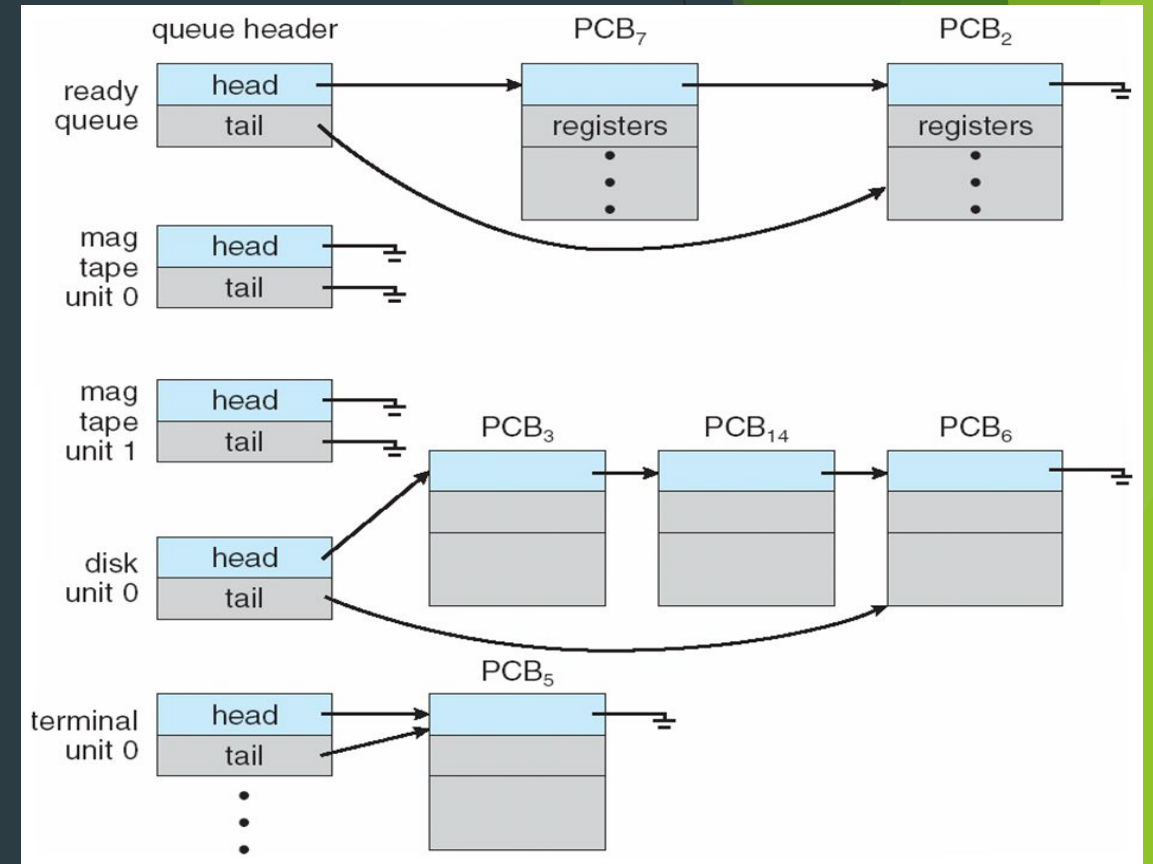 queue header
PCB₇
PCB₂
ready
queue
head
tail
registers
registers
mag
tape
unit 0
head
tail
mag
tape
unit 1
head
tail
PCB₃
PCB₁₄
PCB₆
disk
unit 0
head
tail
PCB₅
terminal
unit 0
head
tail